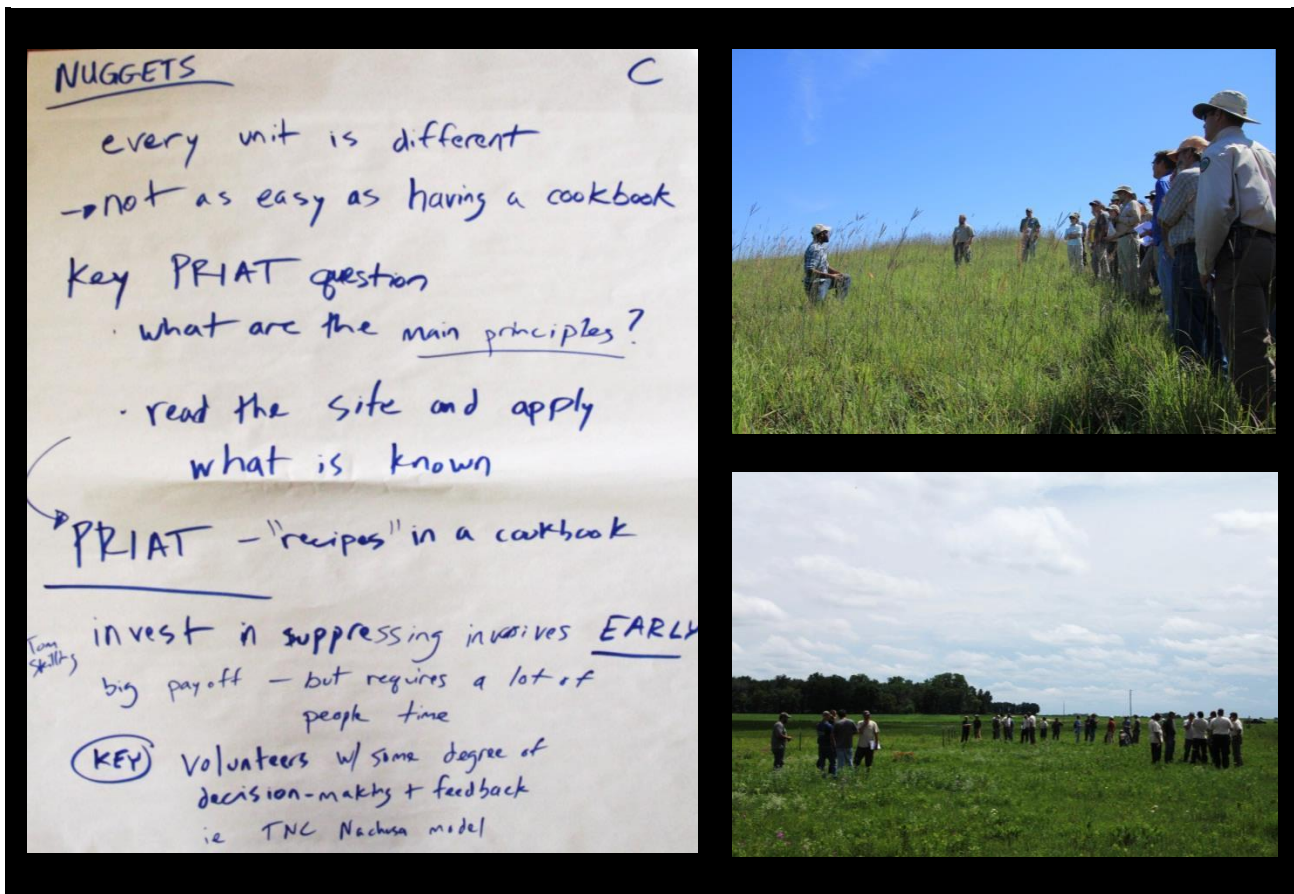 NUGGETS
C
every unit is different
→not as easy as having a cookbook
Key PRIAT question
· what are the main principles?
· read the site and apply
what is known
PRIAT - "recipes" in a cookbook
invest in suppressing invasives EARLY
Tom
big payoff - but requires a lot of
people time
KEY volunteers w/ some degree of
decision-making + feedback
ie TNC Nachusa model